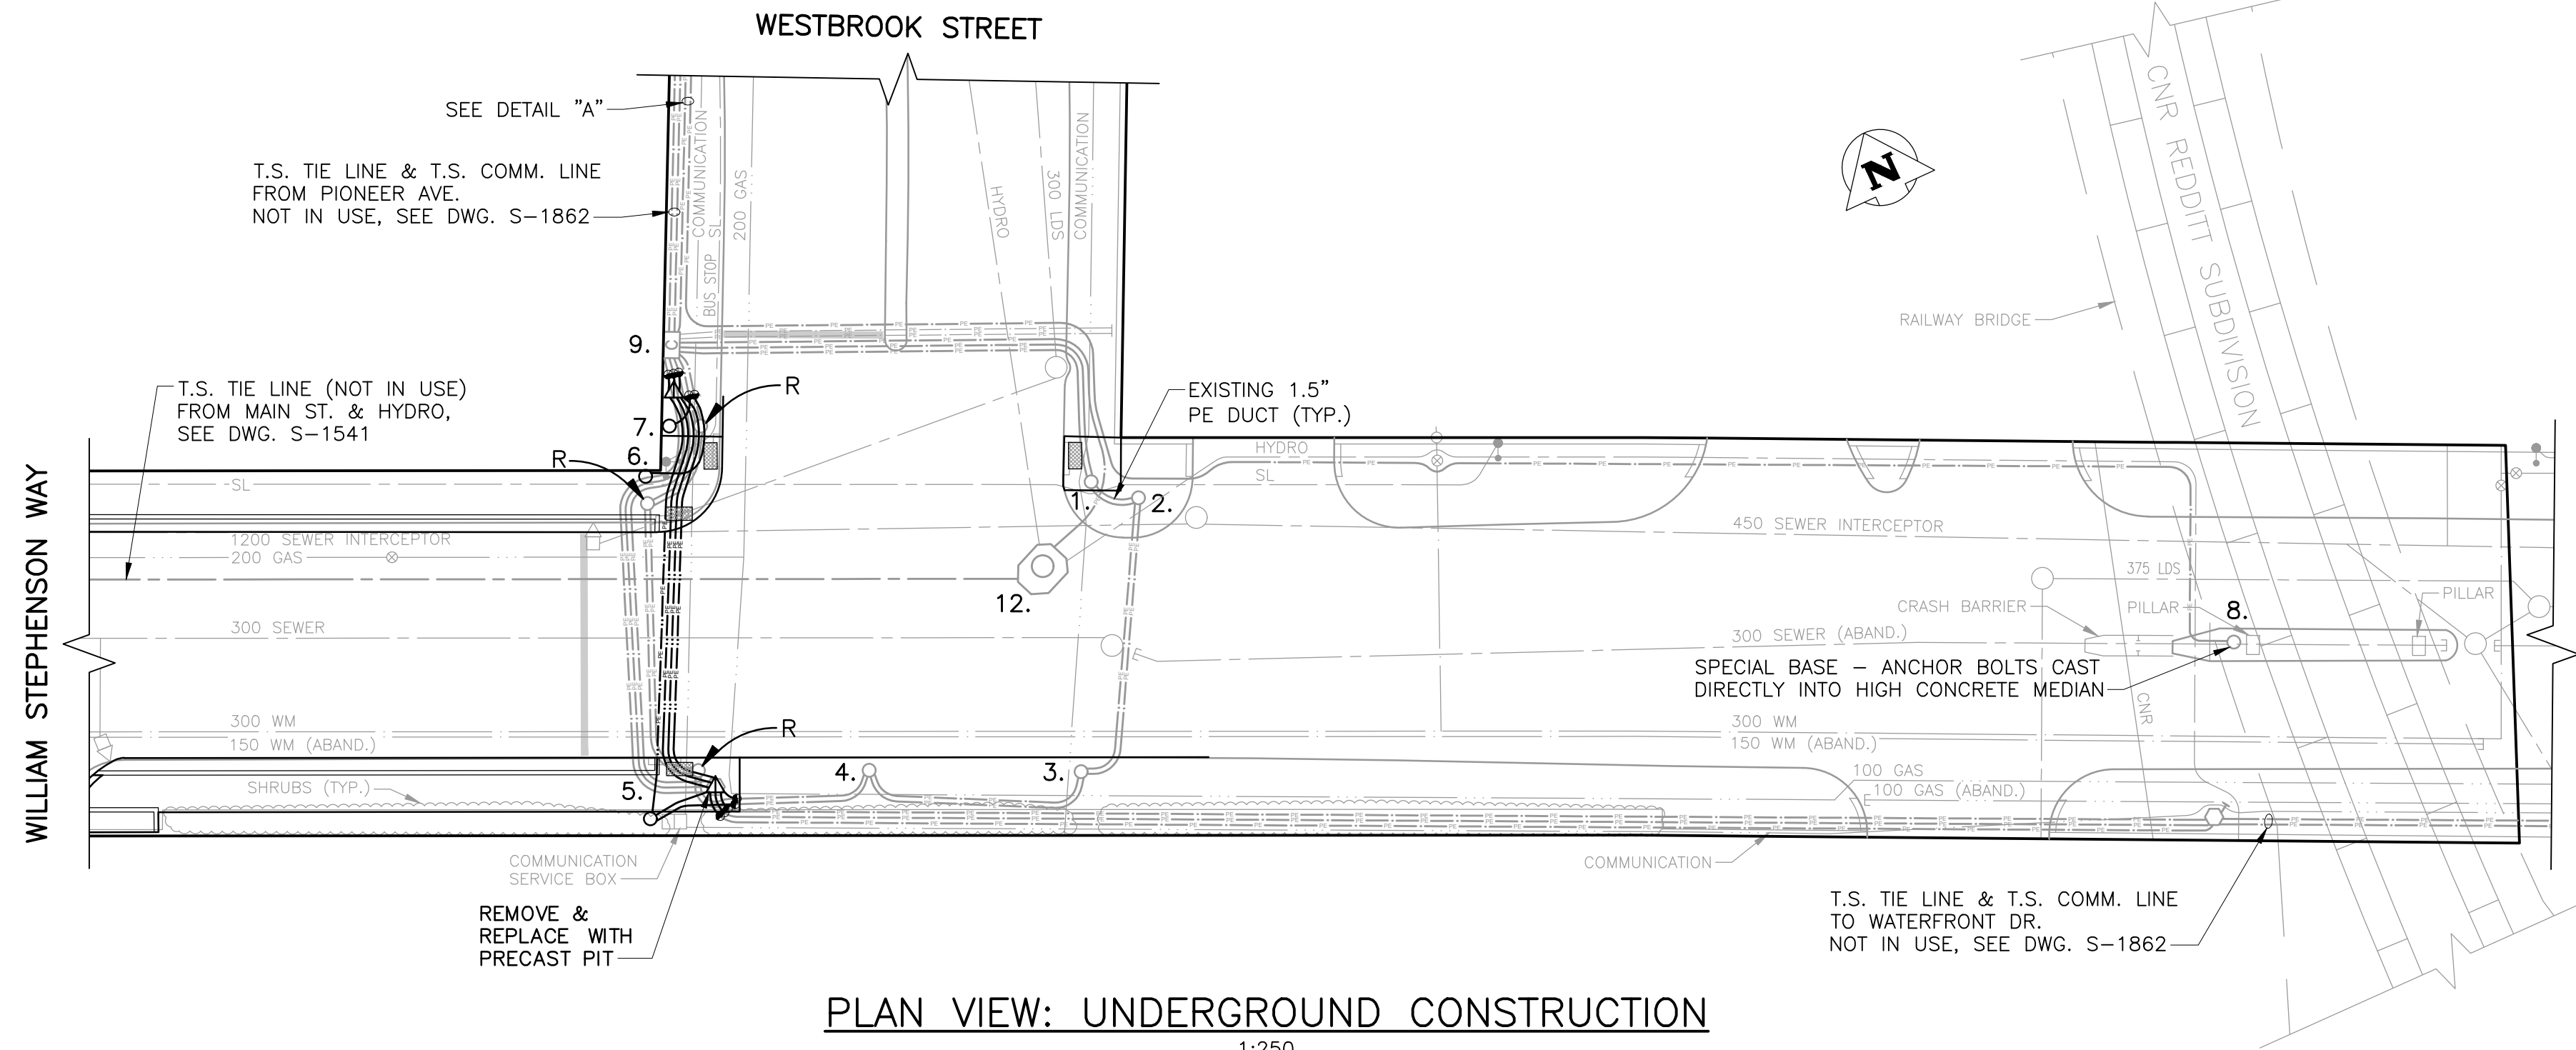 WESTBROOK STREET
SEE DETAIL "A"
T.S. TIE LINE & T.S. COMM. LINE
FROM PIONEER AVE.
NOT IN USE, SEE DWG. S-1862
COMMUNICATION
SL
BUS STOP
200 GAS
HYDRO
300 LDS
COMMUNICATION
N
CNR REDDITT SUBDIVISION
RAILWAY BRIDGE
9.
C
T.S. TIE LINE (NOT IN USE)
FROM MAIN ST. & HYDRO,
SEE DWG. S-1541
R
7.
6.
R
EXISTING 1.5"
PE DUCT (TYP.)
HYDRO
SL
SL
1.
2.
WILLIAM STEPHENSON WAY
1200 SEWER INTERCEPTOR
200 GAS
450 SEWER INTERCEPTOR
12.
375 LDS
CRASH BARRIER
PILLAR
8.
PILLAR
300 SEWER
300 SEWER (ABAND.)
SPECIAL BASE - ANCHOR BOLTS CAST
DIRECTLY INTO HIGH CONCRETE MEDIAN
CNR
300 WM
150 WM (ABAND.)
300 WM
150 WM (ABAND.)
R
5.
4.
3.
100 GAS
100 GAS (ABAND.)
SHRUBS (TYP.)
COMMUNICATION
SERVICE BOX
COMMUNICATION
REMOVE &
REPLACE WITH
PRECAST PIT
T.S. TIE LINE & T.S. COMM. LINE
TO WATERFRONT DR.
NOT IN USE, SEE DWG. S-1862
PLAN VIEW: UNDERGROUND CONSTRUCTION
1:250